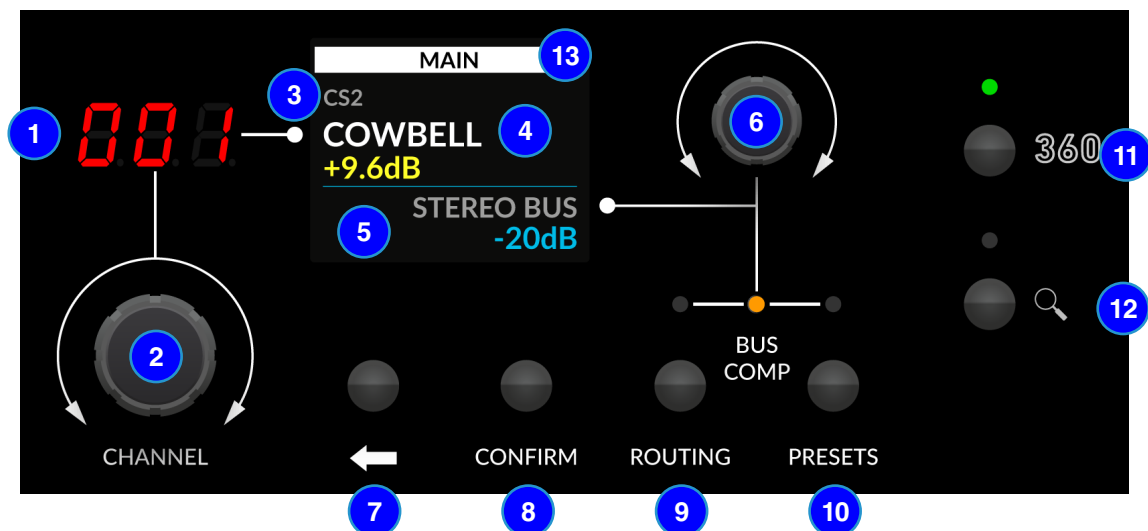 MAIN
13
3
CS2
1
001
COWBELL
4
+9.6dB
6
360
11
5
STEREO BUS
-20dB
12
2
BUS
COMP
CHANNEL
CONFIRM
ROUTING
PRESETS
7
8
9
10